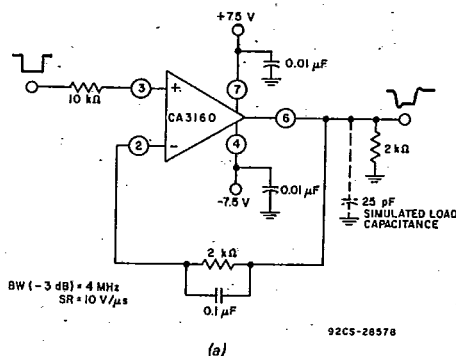 +7.5 V
0.01 µF
10 kΩ
3
+
7
CA3160
6
2
-
4
0.01 µF
-7.5 V
2 kΩ
25 pF
SIMULATED LOAD
CAPACITANCE
2 kΩ
0.1 µF
BW (-3 dB) = 4 MHz
SR = 10 V/µs
92CS-28578
(a)